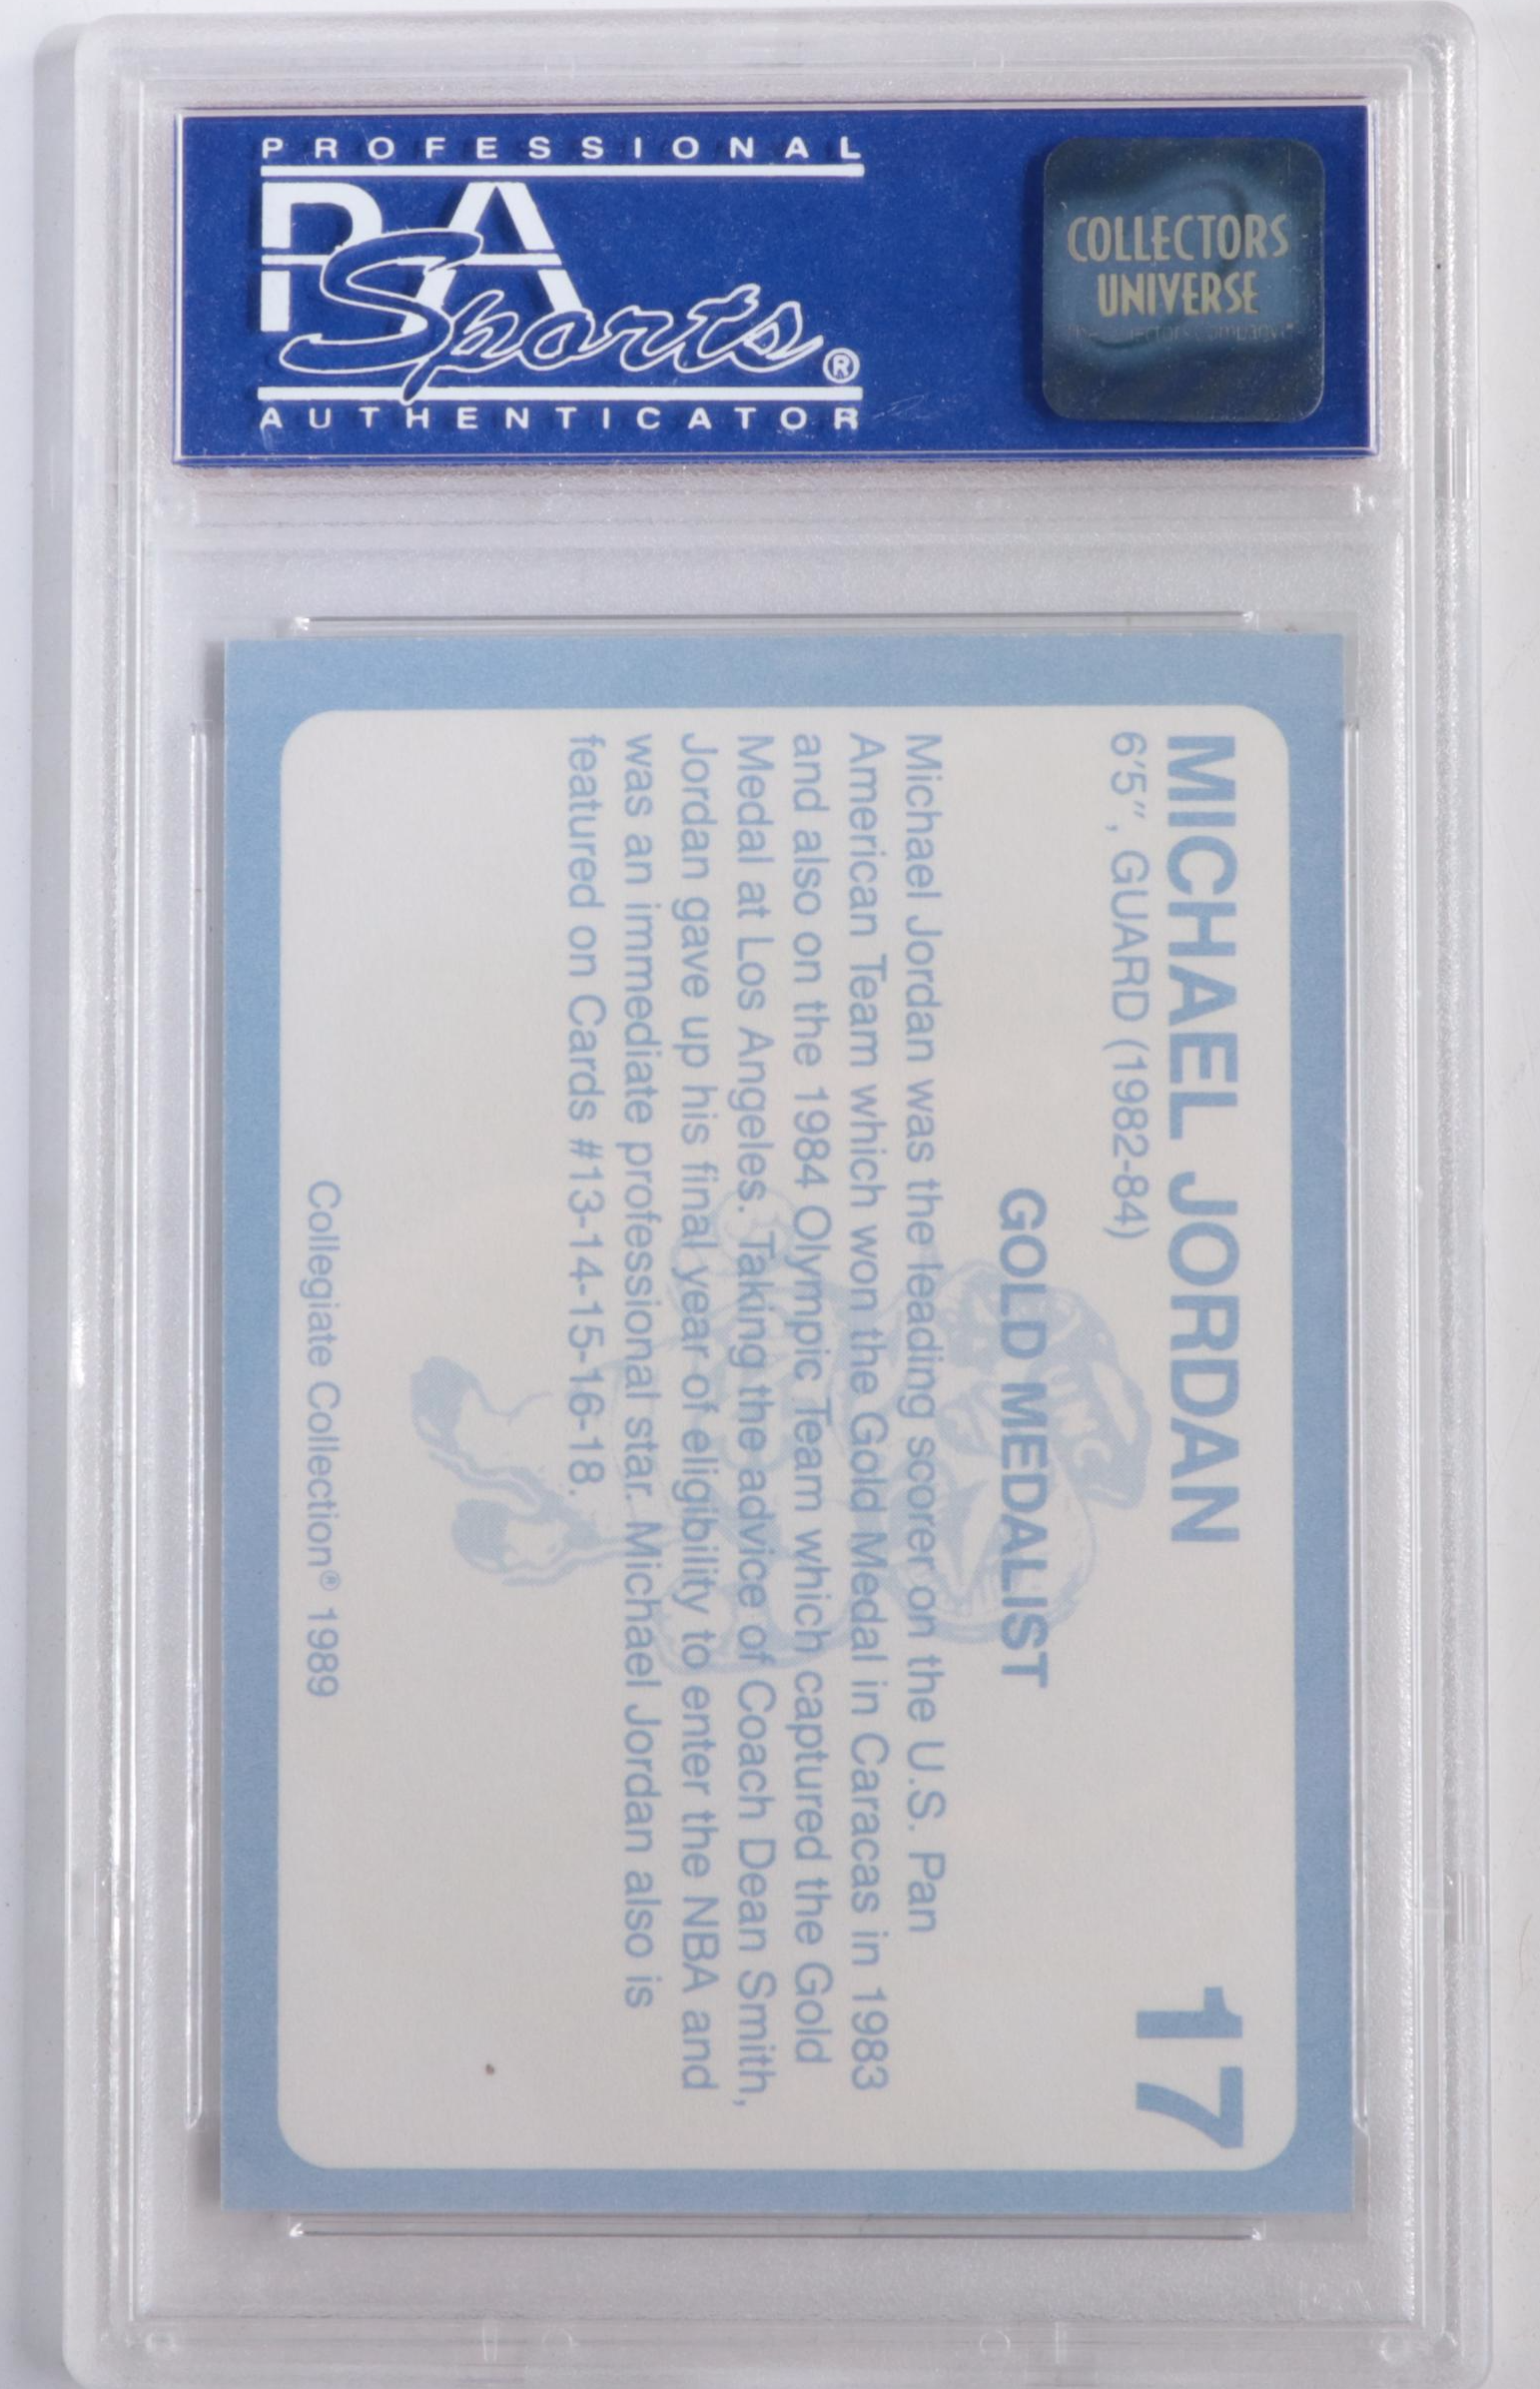 PROFESSIONAL
PSA
Sports®
AUTHENTICATOR
COLLECTORS
UNIVERSE
MICHAEL JORDAN
17
6'5", GUARD (1982-84)
GOLD MEDALIST
Michael Jordan was the leading scorer on the U.S. Pan
American Team which won the Gold Medal in Caracas in 1983
and also on the 1984 Olympic Team which captured the Gold
Medal at Los Angeles. Taking the advice of Coach Dean Smith,
Jordan gave up his final year of eligibility to enter the NBA and
was an immediate professional star. Michael Jordan also is
featured on Cards #13-14-15-16-18.
UNC
Collegiate Collection® 1989